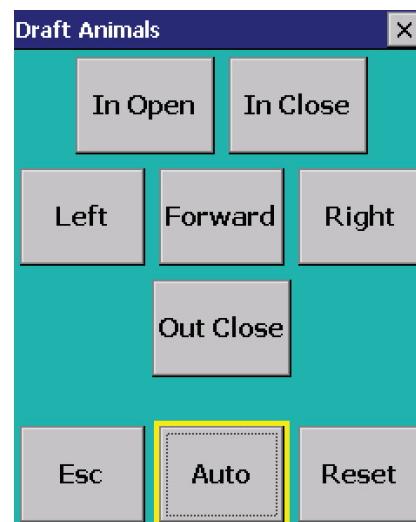 Draft Animals
In Open In Close
Left Forward Right
Out Close
Esc Auto Reset